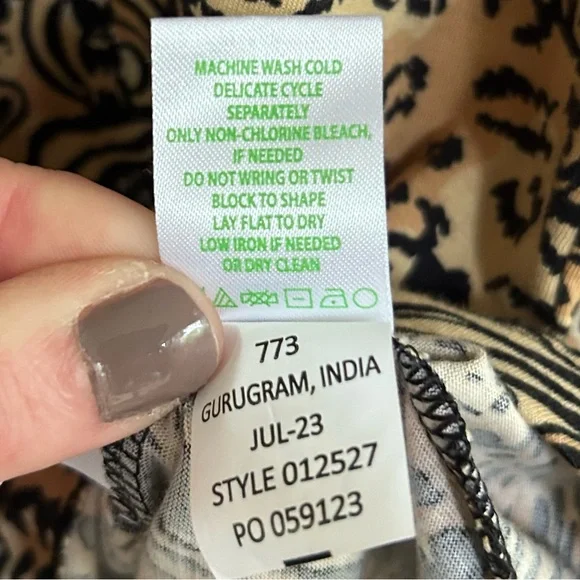 MACHINE WASH COLD
DELICATE CYCLE
SEPARATELY
ONLY NON-CHLORINE BLEACH,
IF NEEDED
DO NOT WRING OR TWIST
BLOCK TO SHAPE
LAY FLAT TO DRY
LOW IRON IF NEEDED
OR DRY CLEAN
773
GURUGRAM, INDIA
JUL-23
STYLE 012527
PO 059123